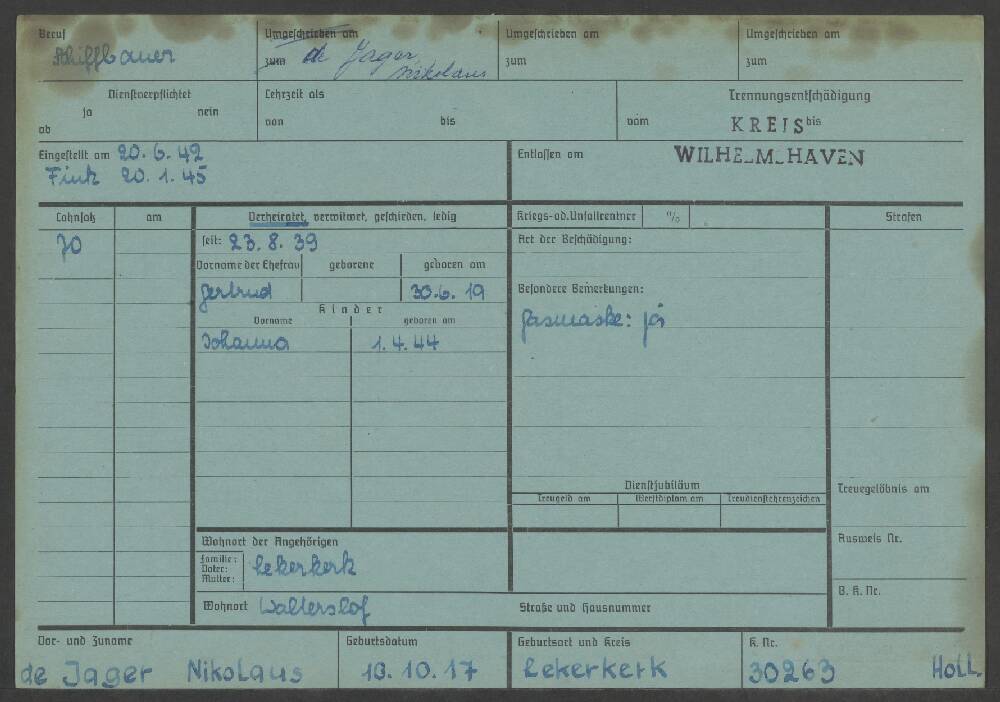 Beruf
Schiffbauer
Umgeschrieben am
zum de Jager,
Nikolaus
Umgeschrieben am
zum
Umgeschrieben am
zum
Dienstverpflichtet
ja nein
ab
Lehrzeit als
von bis
Trennungsentschädigung
vom bis
KREIS
WILHELMSHAVEN
Eingestellt am 20. 6. 42
20. 1. 45
Entlassen am
Lohnsatz am
70
Verheiratet, verwitwet, geschieden, ledig
seit: 23. 8. 39
Vorname der Ehefrau geborene geboren am
Gertrud 30. 6. 19
Kinder
Vorname geboren am
Johanna 1. 4. 44
Kriegs-od.Unfallrentner %
Art der Beschädigung:
Besondere Bemerkungen:
Gasmaske: ja
Strafen
Dienstjubiläum
Treugeld am Werftdiplom am Treudienstehrenzeichen
Treuegelöbnis am
Ausweis Nr.
B. K. Nr.
Wohnort der Angehörigen
Familie:
Vater:
Mutter:
Lekerkerk
Wohnort Walterslof
Straße und Hausnummer
Vor- und Zuname
de Jager Nikolaus
Geburtsdatum
13. 10. 17
Geburtsort und Kreis
Lekerkerk
K. Nr.
30263 Holl.